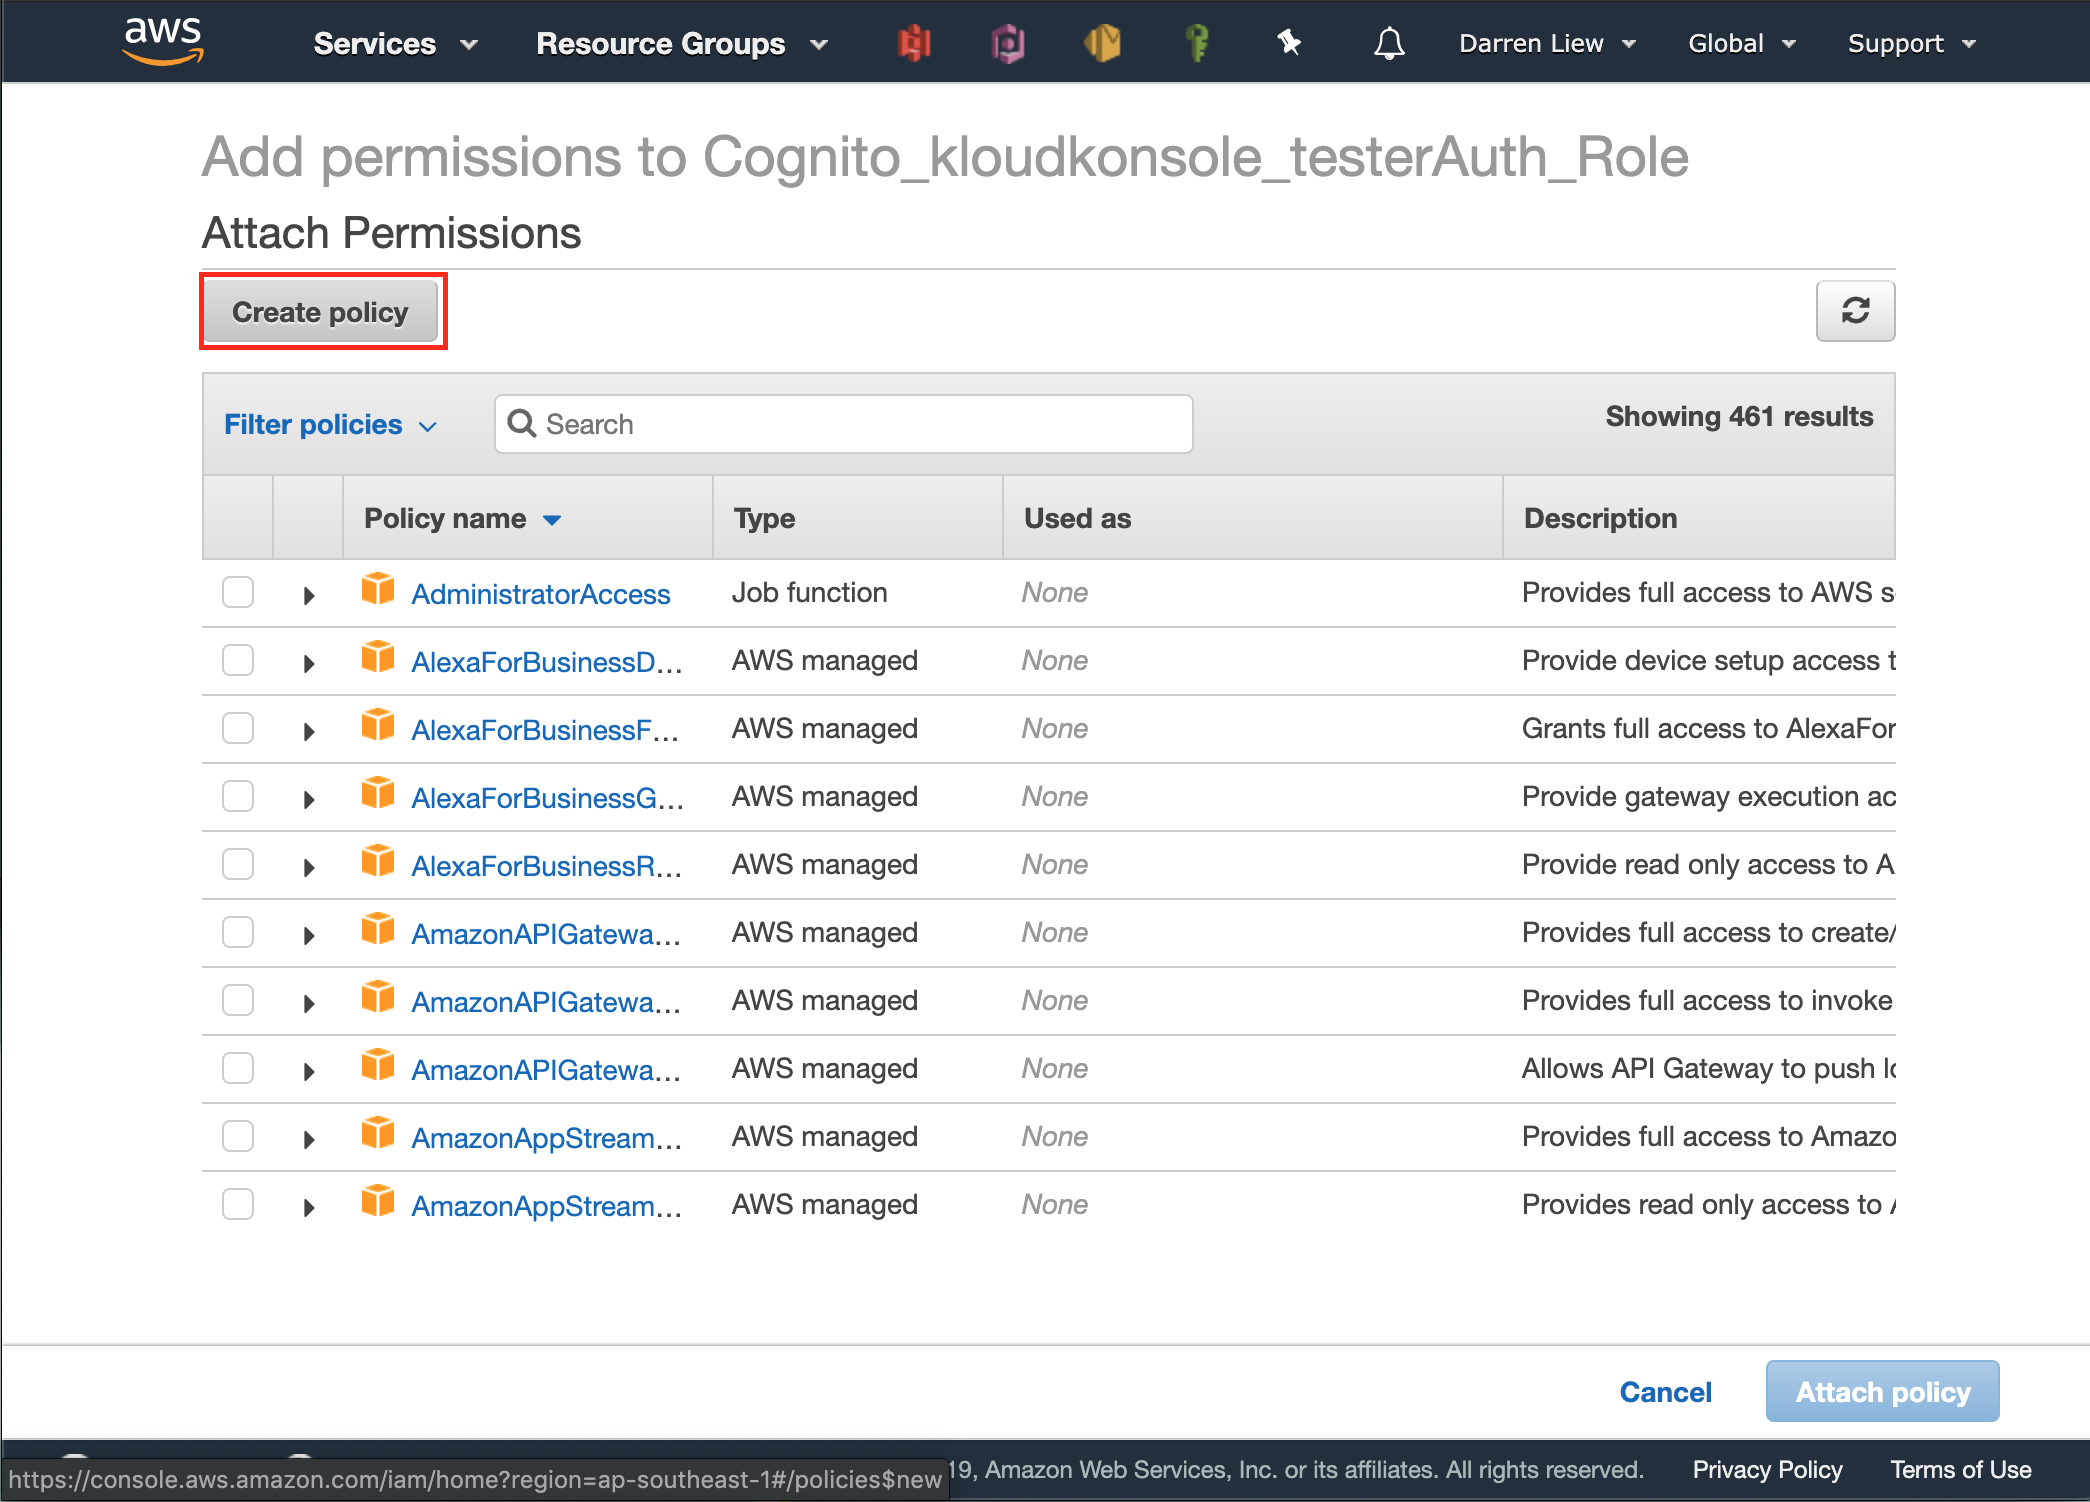 aws Services Resource Groups Darren Liew Global Support
Add permissions to Cognito_kloudkonsole_testerAuth_Role
Attach Permissions
Create policy
Filter policies Search Showing 461 results
Policy name Type Used as Description
AdministratorAccess Job function None Provides full access to AWS
AlexaForBusinessD... AWS managed None Provide device setup access
AlexaForBusinessF... AWS managed None Grants full access to AlexaFor
AlexaForBusinessG... AWS managed None Provide gateway execution ac
AlexaForBusinessR... AWS managed None Provide read only access to A
AmazonAPIGatewa... AWS managed None Provides full access to create/
AmazonAPIGatewa... AWS managed None Provides full access to invoke
AmazonAPIGatewa... AWS managed None Allows API Gateway to push
AmazonAppStream... AWS managed None Provides full access to Amazo
AmazonAppStream... AWS managed None Provides read only access to
Cancel Attach policy
https://console.aws.amazon.com/iam/home?region=ap-southeast-1#/policies$new 19, Amazon Web Services, Inc. or its affiliates. All rights reserved. Privacy Policy Terms of Use